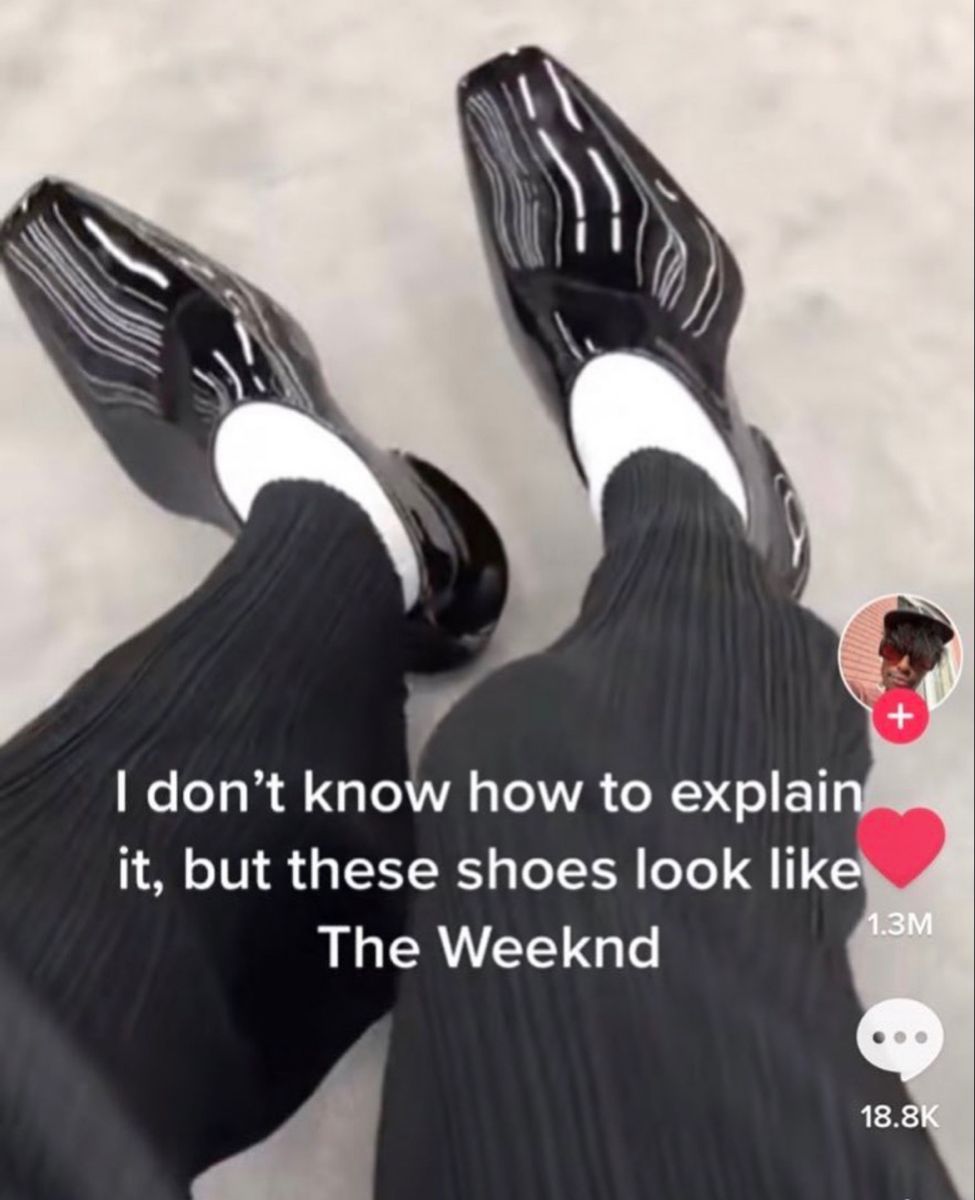 I don’t know how to explain
it, but these shoes look like
The Weeknd
1.3M
18.8K